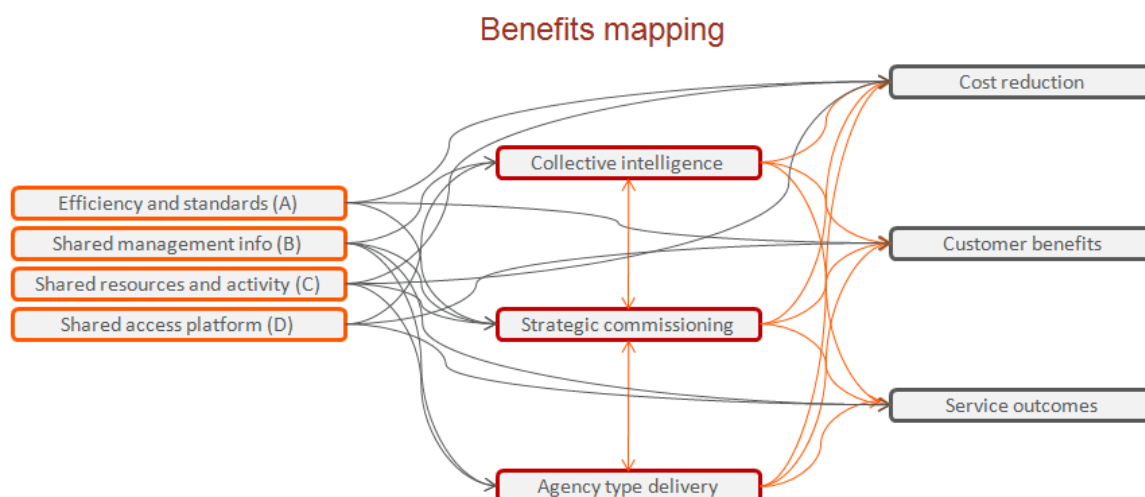 Benefits mapping
Cost reduction
Collective intelligence
Efficiency and standards (A)
Shared management info (B)
Customer benefits
Shared resources and activity (C)
Shared access platform (D)
Strategic commissioning
Service outcomes
Agency type delivery